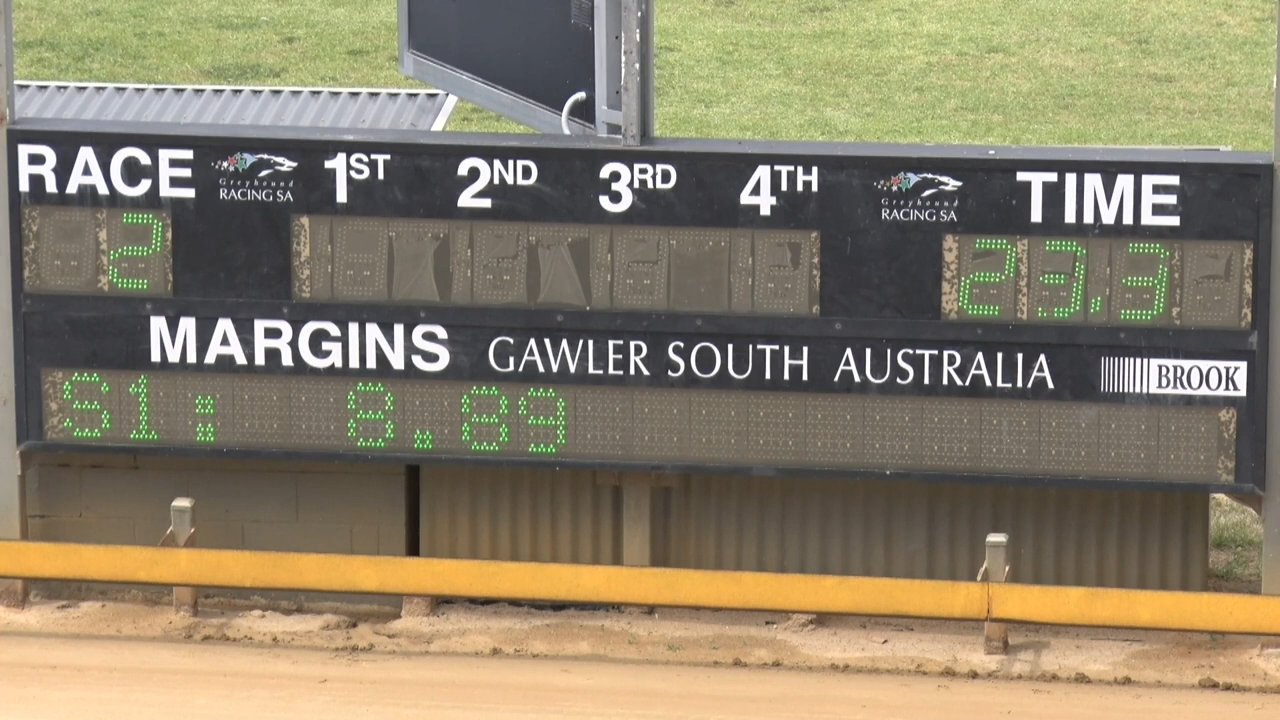 RACE Greyhound RACING SA 1ST 2ND 3RD 4TH Greyhound RACING SA TIME
2 23.3
MARGINS GAWLER SOUTH AUSTRALIA BROOK
S1: 8.89